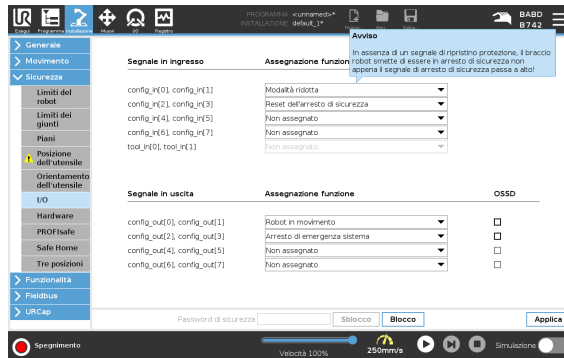 PROGRAMMA <unnamed>*
INSTALLAZIONE default_1*
BABD
B742
Esegui Programma Installazione Muovi I/O Registro
Avviso
In assenza di un segnale di ripristino protezione, il braccio
robot smette di essere in arresto di sicurezza non
appena il segnale di arresto di sicurezza passa a alto!
Generale
Movimento
Sicurezza
Limiti del
robot
Limiti dei
giunti
Piani
Posizione
dell'utensile
Orientamento
dell'utensile
I/O
Hardware
PROFIsafe
Safe Home
Tre posizioni
Funzionalità
Fieldbus
URCap
Segnale in ingresso Assegnazione funzion
config_in[0], config_in[1] Modalità ridotta
config_in[2], config_in[3] Reset dell'arresto di sicurezza
config_in[4], config_in[5] Non assegnato
config_in[6], config_in[7] Non assegnato
tool_in[0], tool_in[1] Non assegnato
Segnale in uscita Assegnazione funzione OSSD
config_out[0], config_out[1] Robot in movimento
config_out[2], config_out[3] Arresto di emergenza sistema
config_out[4], config_out[5] Non assegnato
config_out[6], config_out[7] Non assegnato
Password di sicurezza Sblocco Blocco Applica
Spegnimento Velocità 100% 250mm/s Simulazione